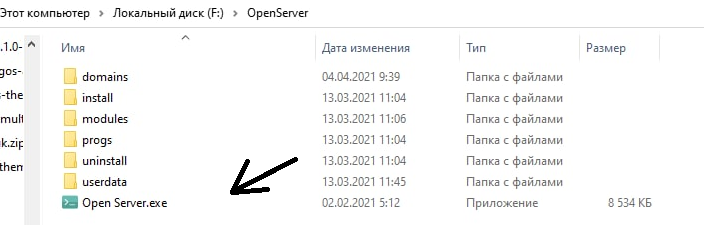 Этот компьютер > Локальный диск (F:) > OpenServer
Имя Дата изменения Тип Размер
domains 04.04.2021 9:39 Папка с файлами
install 13.03.2021 11:04 Папка с файлами
modules 13.03.2021 11:06 Папка с файлами
progs 13.03.2021 11:04 Папка с файлами
uninstall 13.03.2021 11:04 Папка с файлами
userdata 13.03.2021 11:45 Папка с файлами
Open Server.exe 02.02.2021 5:12 Приложение 8 534 КБ
.1.0-
gos-
s-the
mult
ik.zip
them